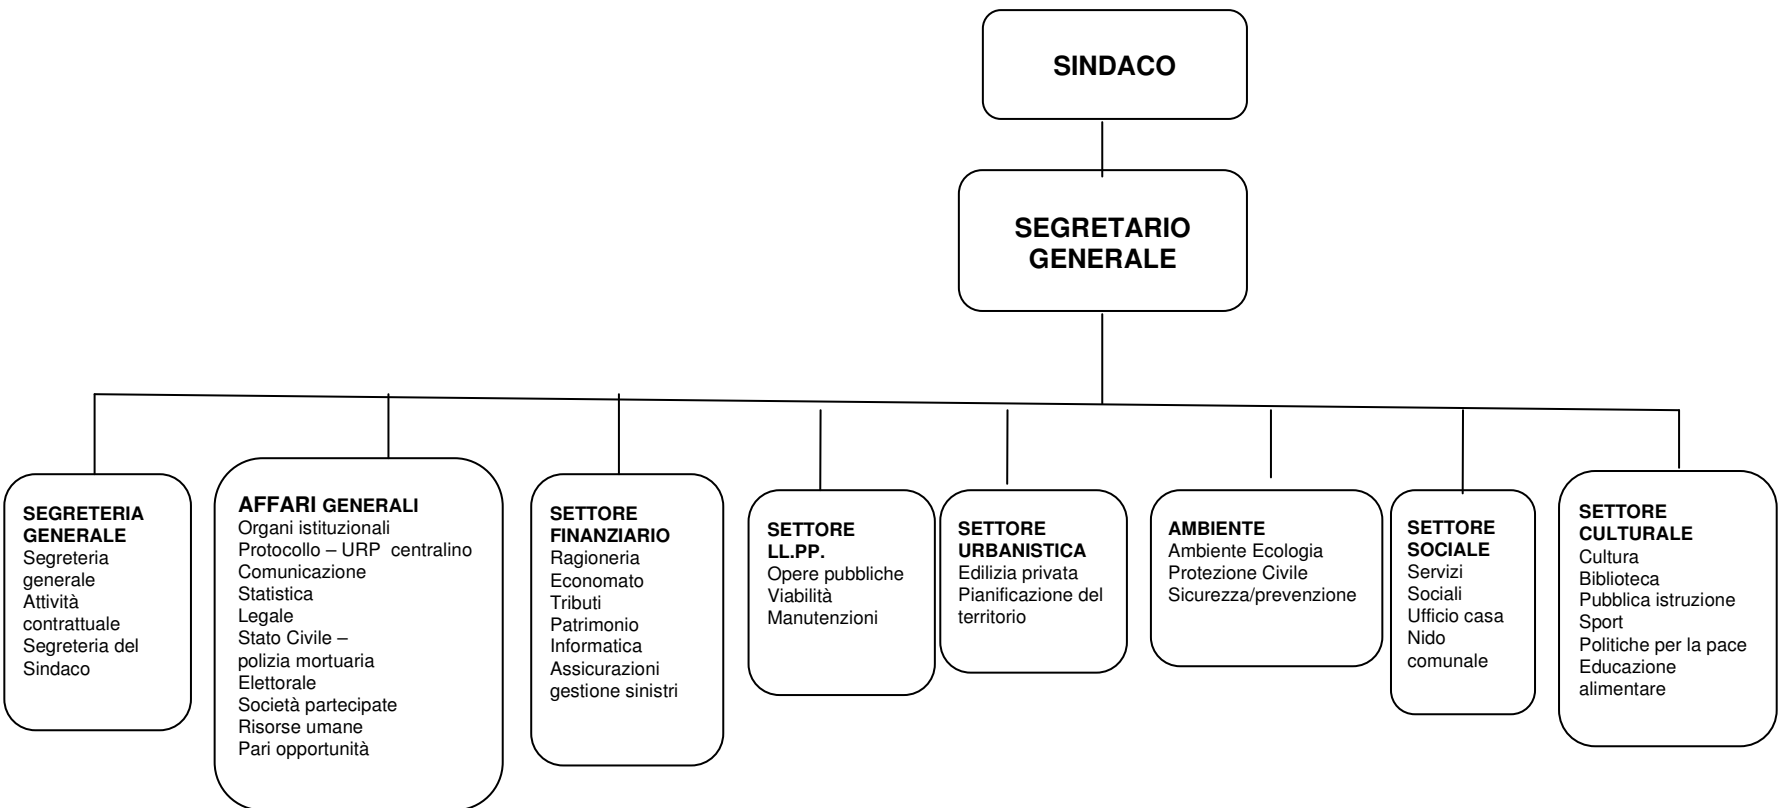 SINDACO
SEGRETARIO
GENERALE
SEGRETERIA
GENERALE
Segreteria
generale
Attività
contrattuale
Segreteria del
Sindaco
AFFARI GENERALI
Organi istituzionali
Protocollo – URP centralino
Comunicazione
Statistica
Legale
Stato Civile –
polizia mortuaria
Elettorale
Società partecipate
Risorse umane
Pari opportunità
SETTORE
FINANZIARIO
Ragioneria
Economato
Tributi
Patrimonio
Informatica
Assicurazioni
gestione sinistri
SETTORE
LL.PP.
Opere pubbliche
Viabilità
Manutenzioni
SETTORE
URBANISTICA
Edilizia privata
Pianificazione del
territorio
AMBIENTE
Ambiente Ecologia
Protezione Civile
Sicurezza/prevenzione
SETTORE
SOCIALE
Servizi
Sociali
Ufficio casa
Nido
comunale
SETTORE
CULTURALE
Cultura
Biblioteca
Pubblica istruzione
Sport
Politiche per la pace
Educazione
alimentare